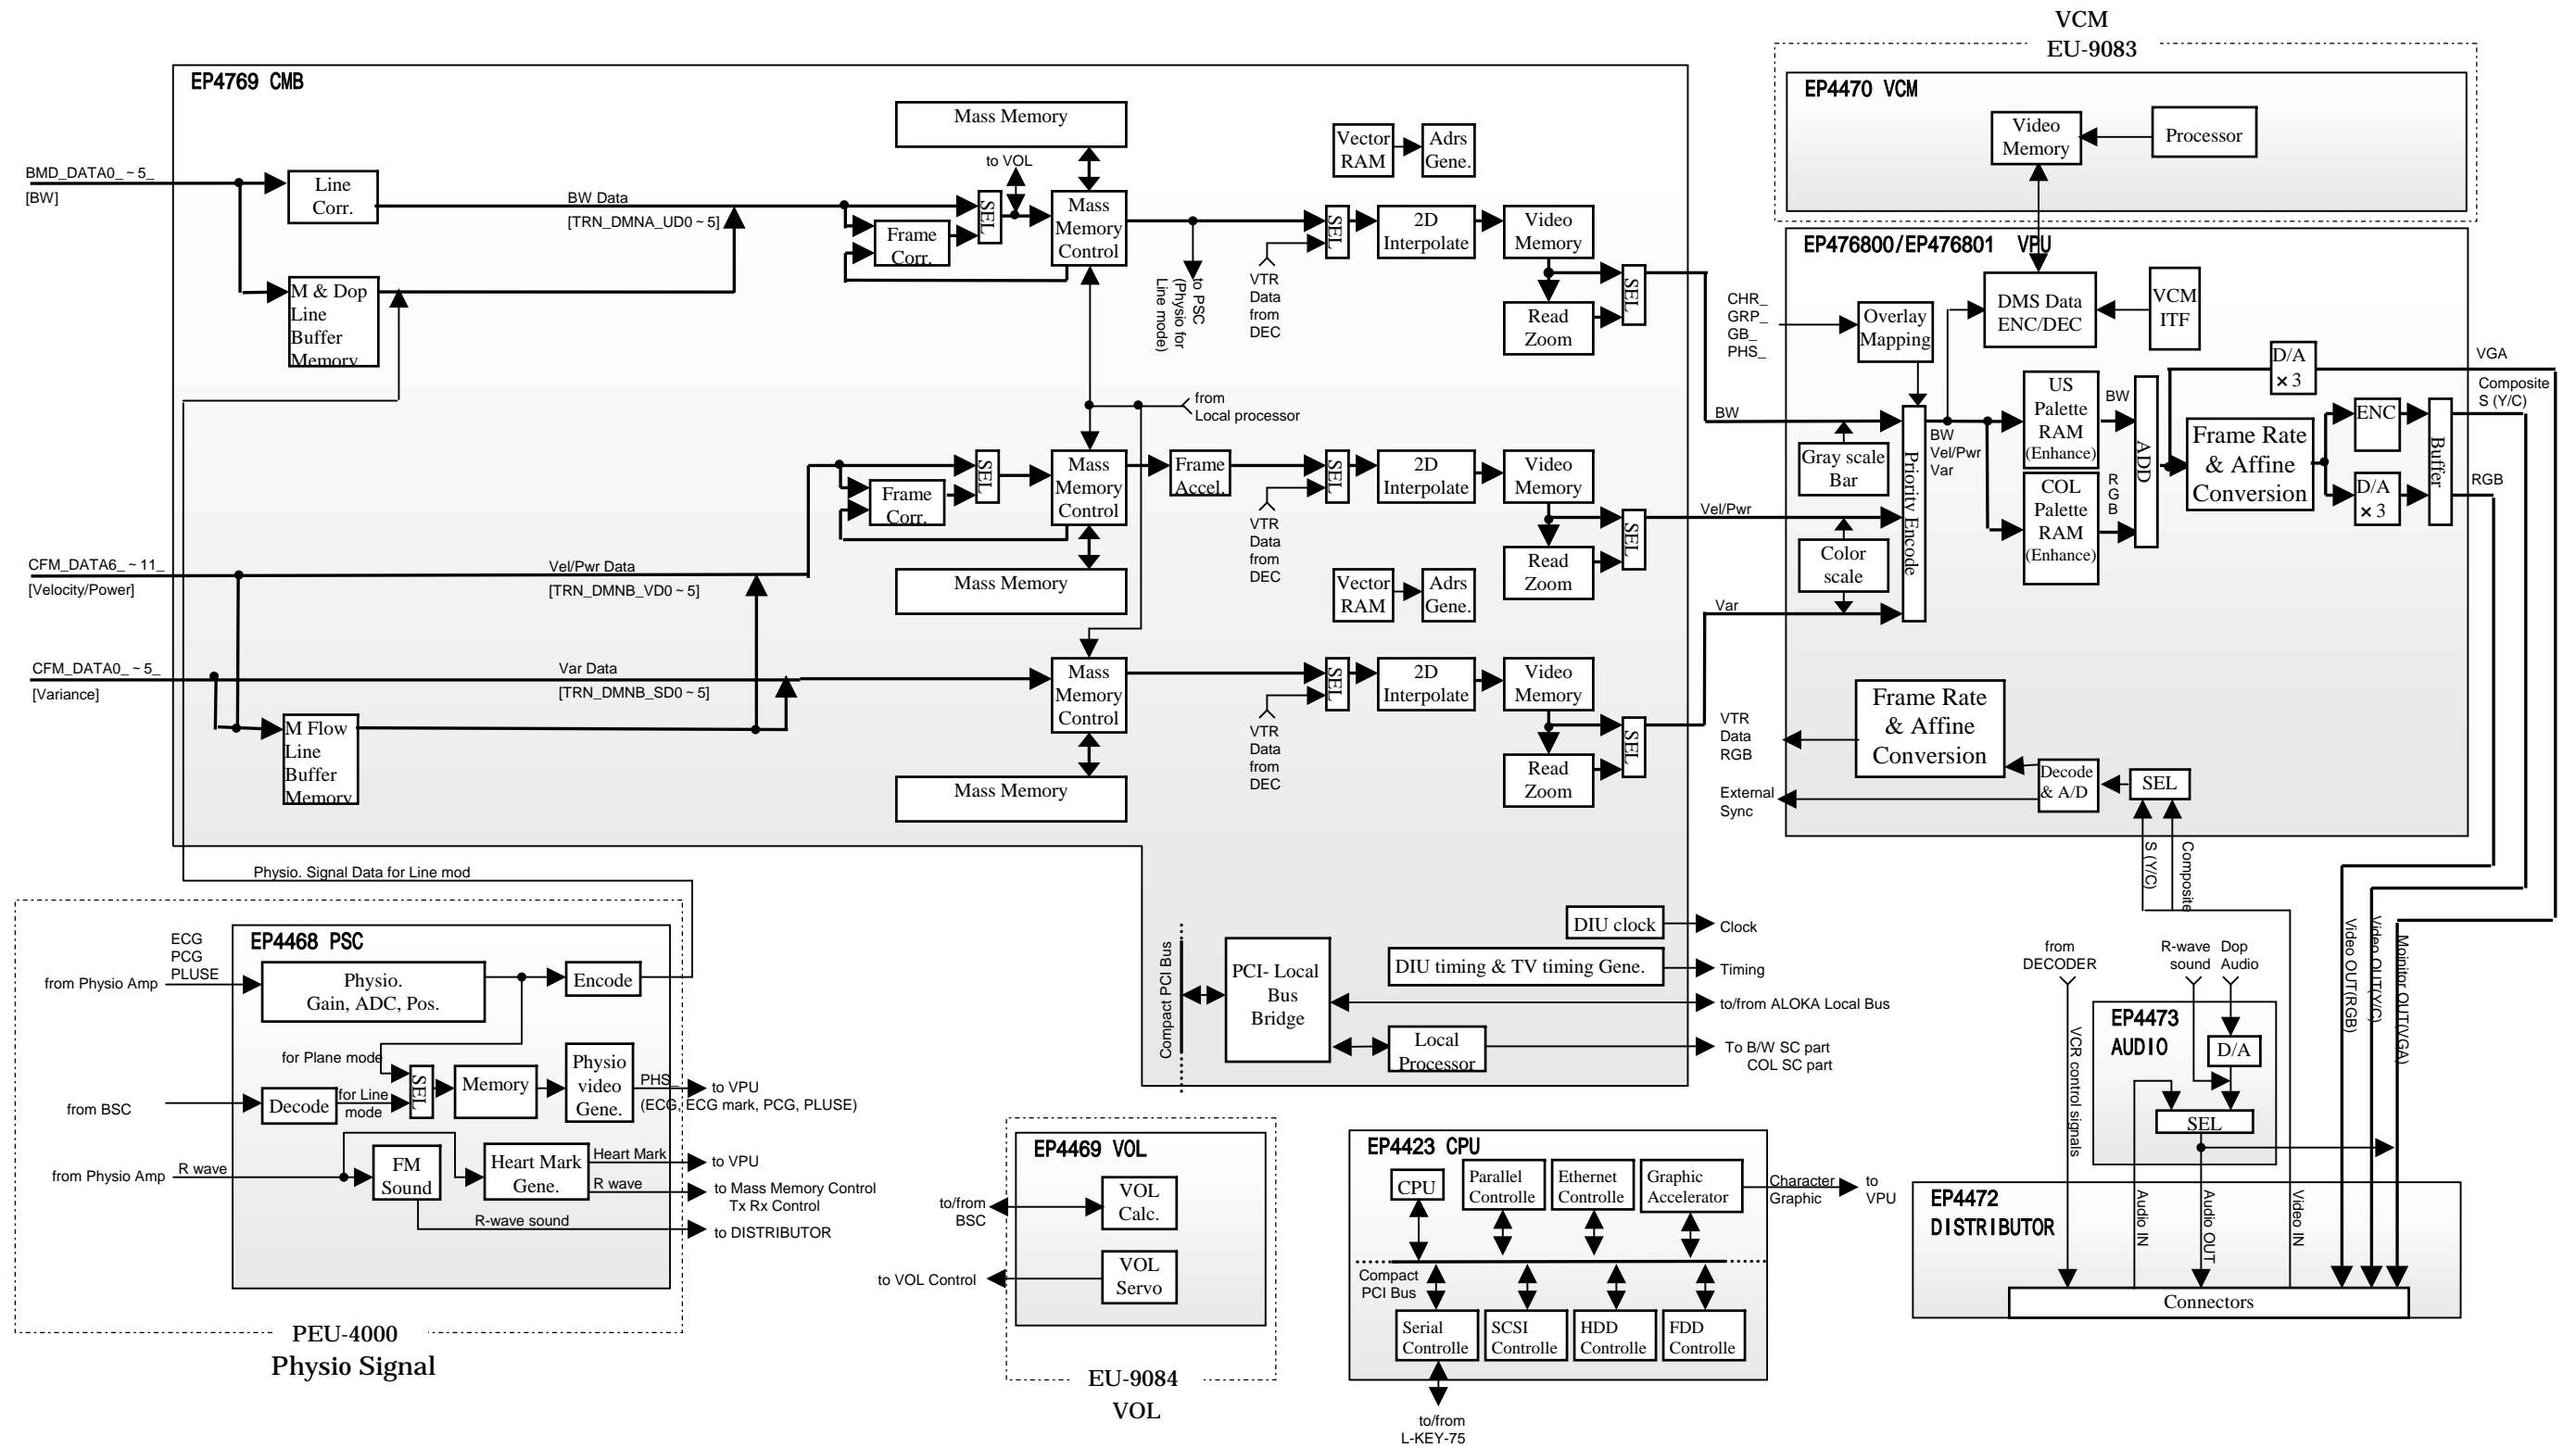 VCM
EU-9083
EP4769 CMB
EP4470 VCM
Mass Memory
Video
Memory
Processor
Vector
RAM
Adrs
Gene.
to VOL
BMD_DATA0_ ~ 5_
[BW]
Line
Corr.
BW Data
[TRN_DMNA_UD0 ~ 5]
SEL
Frame
Corr.
Mass
Memory
Control
SEL
2D
Interpolate
Video
Memory
M & Dop
Line
Buffer
Memory
to PSC
(Physio for
Line mode)
VTR
Data
from
DEC
Read
Zoom
SEL
EP476800/EP476801 VPU
CHR_
GRP_
GB_
PHS_
Overlay
Mapping
DMS Data
ENC/DEC
VCM
ITF
D/A
× 3
VGA
Composite
S (Y/C)
from
Local processor
BW
US
Palette
RAM
(Enhance)
BW
ADD
Frame Rate
& Affine
Conversion
ENC
Buffer
BW
Vel/Pwr
Var
Gray scale
Bar
Priority Encode
COL
Palette
RAM
(Enhance)
R
G
B
D/A
× 3
RGB
SEL
Frame
Corr.
Mass
Memory
Control
Frame
Accel.
SEL
2D
Interpolate
Video
Memory
VTR
Data
from
DEC
Vel/Pwr
SEL
Color
scale
CFM_DATA6_ ~ 11_
[Velocity/Power]
Vel/Pwr Data
[TRN_DMNB_VD0 ~ 5]
Mass Memory
Vector
RAM
Adrs
Gene.
Read
Zoom
Var
CFM_DATA0_ ~ 5_
[Variance]
Var Data
[TRN_DMNB_SD0 ~ 5]
Mass
Memory
Control
SEL
2D
Interpolate
Video
Memory
M Flow
Line
Buffer
Memory
VTR
Data
from
DEC
SEL
Read
Zoom
Mass Memory
VTR
Data
RGB
Frame Rate
& Affine
Conversion
External
Sync
Decode
& A/D
SEL
S (Y/C)
Composite
Physio. Signal Data for Line mod
EP4468 PSC
ECG
PCG
PLUSE
from Physio Amp
Physio.
Gain, ADC, Pos.
Encode
for Plane mode
SEL
Memory
Physio
video
Gene.
PHS_
to VPU
(ECG, ECG mark, PCG, PLUSE)
from BSC
Decode
for Line
mode
from Physio Amp
R wave
FM
Sound
Heart Mark
Gene.
Heart Mark
to VPU
R wave
to Mass Memory Control
Tx Rx Control
R-wave sound
to DISTRIBUTOR
PEU-4000
Physio Signal
Compact PCI Bus
PCI- Local
Bus
Bridge
DIU clock
Clock
DIU timing & TV timing Gene.
Timing
to/from ALOKA Local Bus
Local
Processor
To B/W SC part
COL SC part
EP4469 VOL
to/from
BSC
VOL
Calc.
to VOL Control
VOL
Servo
EU-9084
VOL
EP4423 CPU
CPU
Parallel
Controlle
Ethernet
Controlle
Graphic
Accelerator
Character
Graphic
to
VPU
Compact
PCI Bus
Serial
Controlle
SCSI
Controlle
HDD
Controlle
FDD
Controlle
to/from
L-KEY-75
from
DECODER
R-wave
sound
Dop
Audio
VCR control signals
EP4473
AUDIO
D/A
SEL
Video OUT(RGB)
Video OUT(Y/C)
Moinitor OUT(VGA)
EP4472
DISTRIBUTOR
Audio IN
Audio OUT
Video IN
Connectors